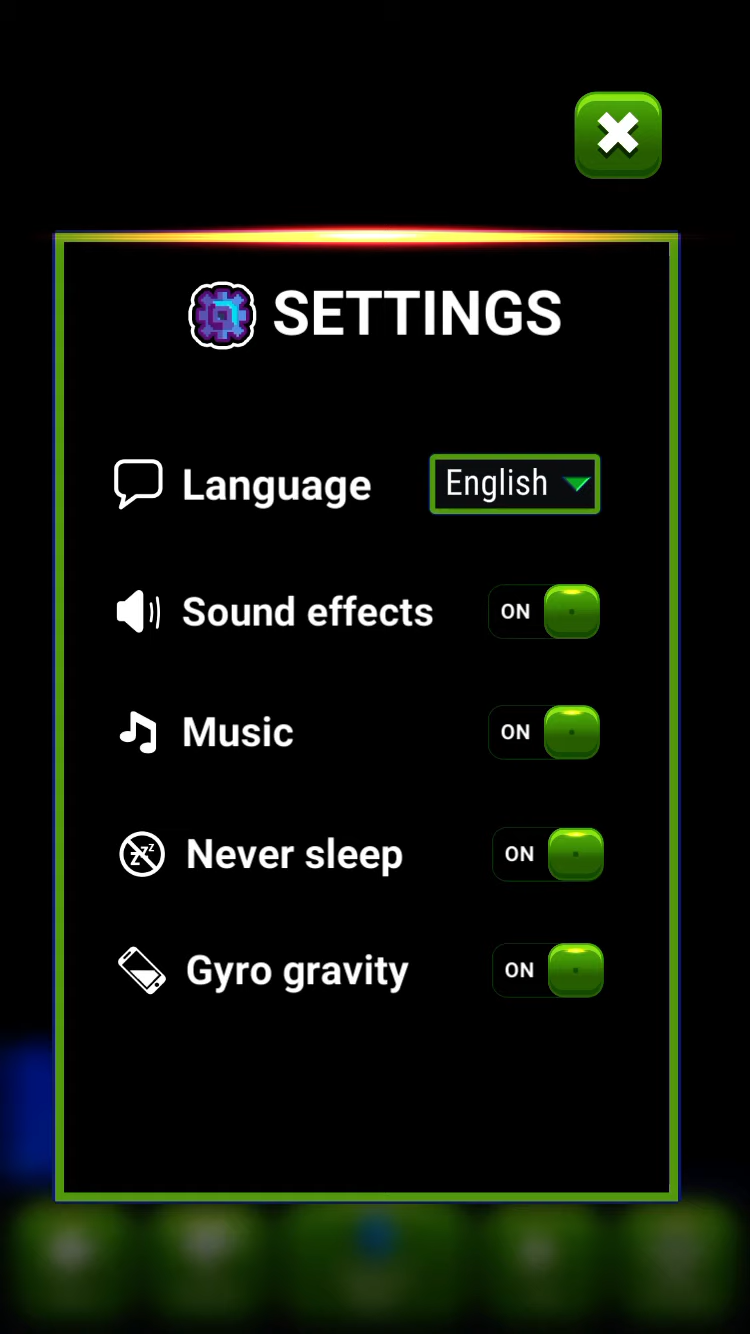 SETTINGS
Language English
Sound effects ON
Music ON
Never sleep ON
Gyro gravity ON